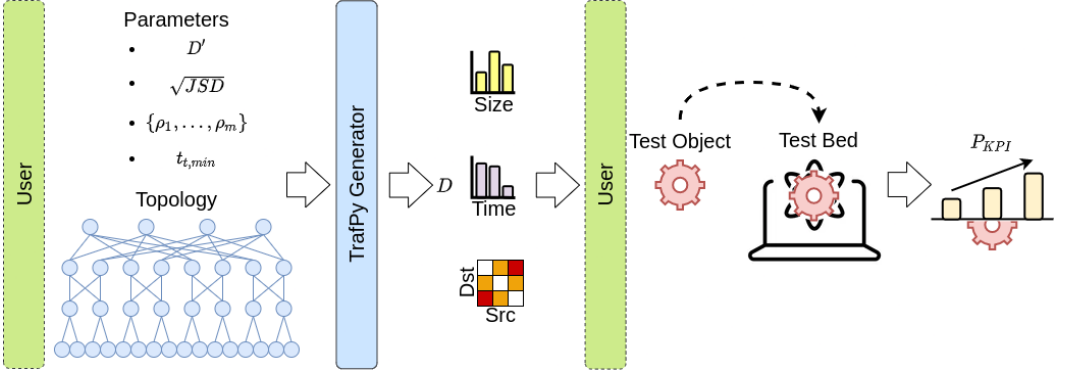 User
Parameters
• D′
• √JSD
• {ρ₁, …, ρₘ}
• tₜ,ₘᵢₙ
Topology
TrafPy Generator
D
Size
Time
Dst
Src
User
Test Object
Test Bed
P_KPI